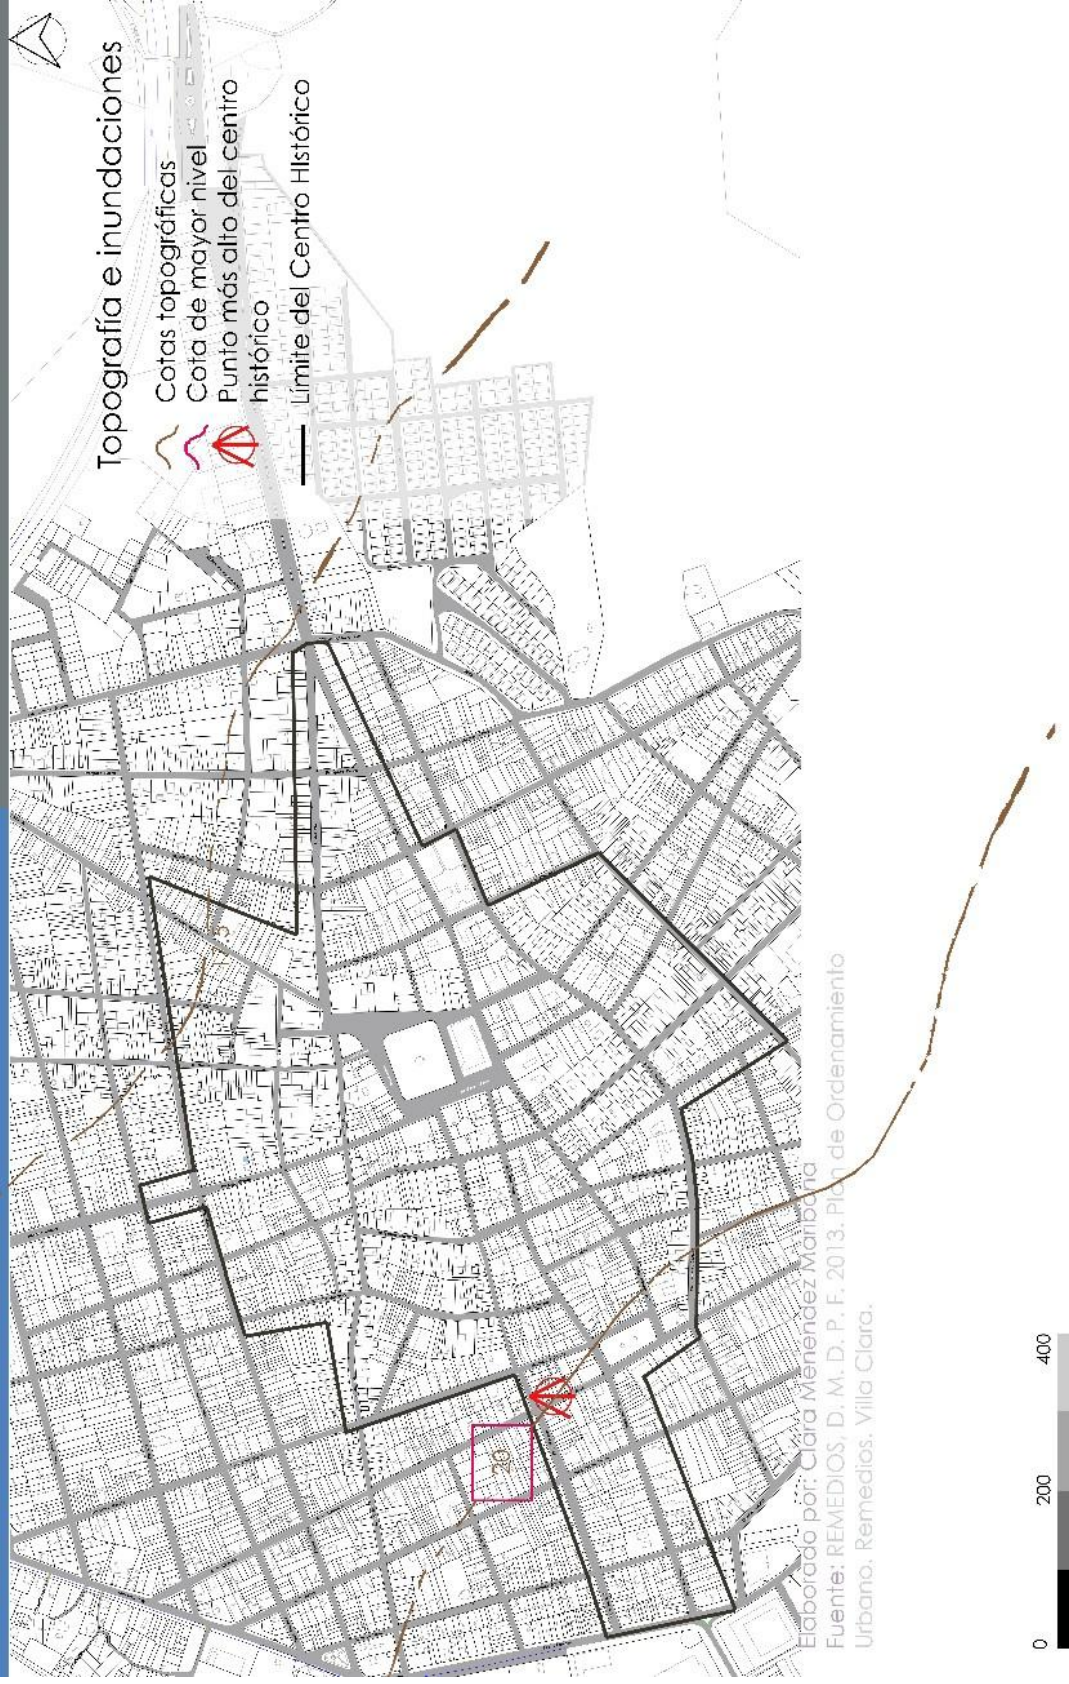 Topografía e inundaciones
Cotas topográficas
Cota de mayor nivel
Punto más alto del centro
histórico
Límite del Centro HIstórico
20
Elaborado por: Clara Menéndez Maribona
Fuente: REMEDIOS, D. M. D. P. F. 2013. Plan de Ordenamiento
Urbano. Remedios. Villa Clara.
0 200 400